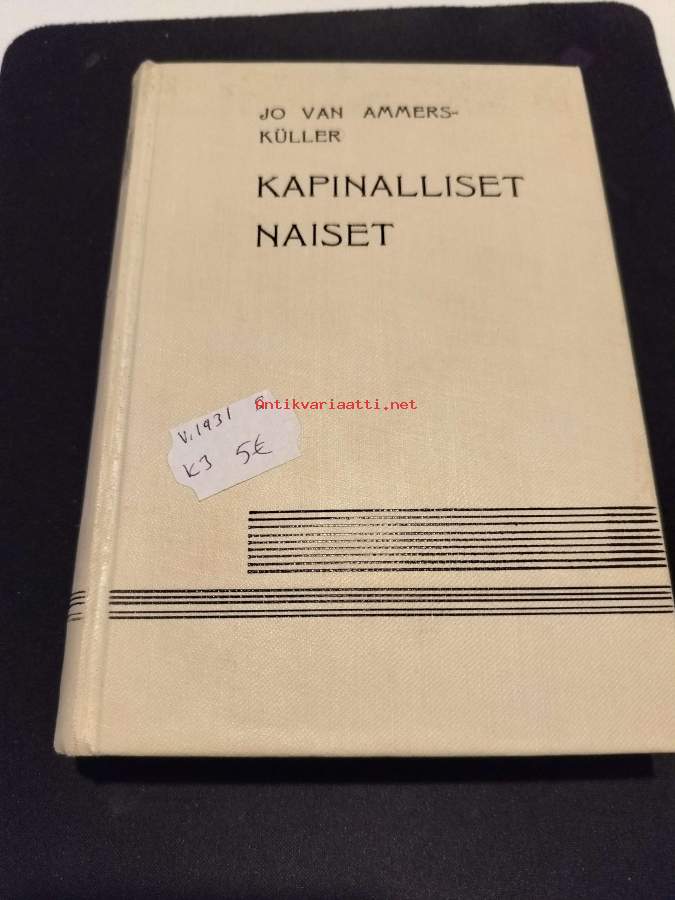 JO VAN AMMERS-
KÜLLER
KAPINALLISET
NAISET
Antikvariaatti.net
V.1931
K3 5€